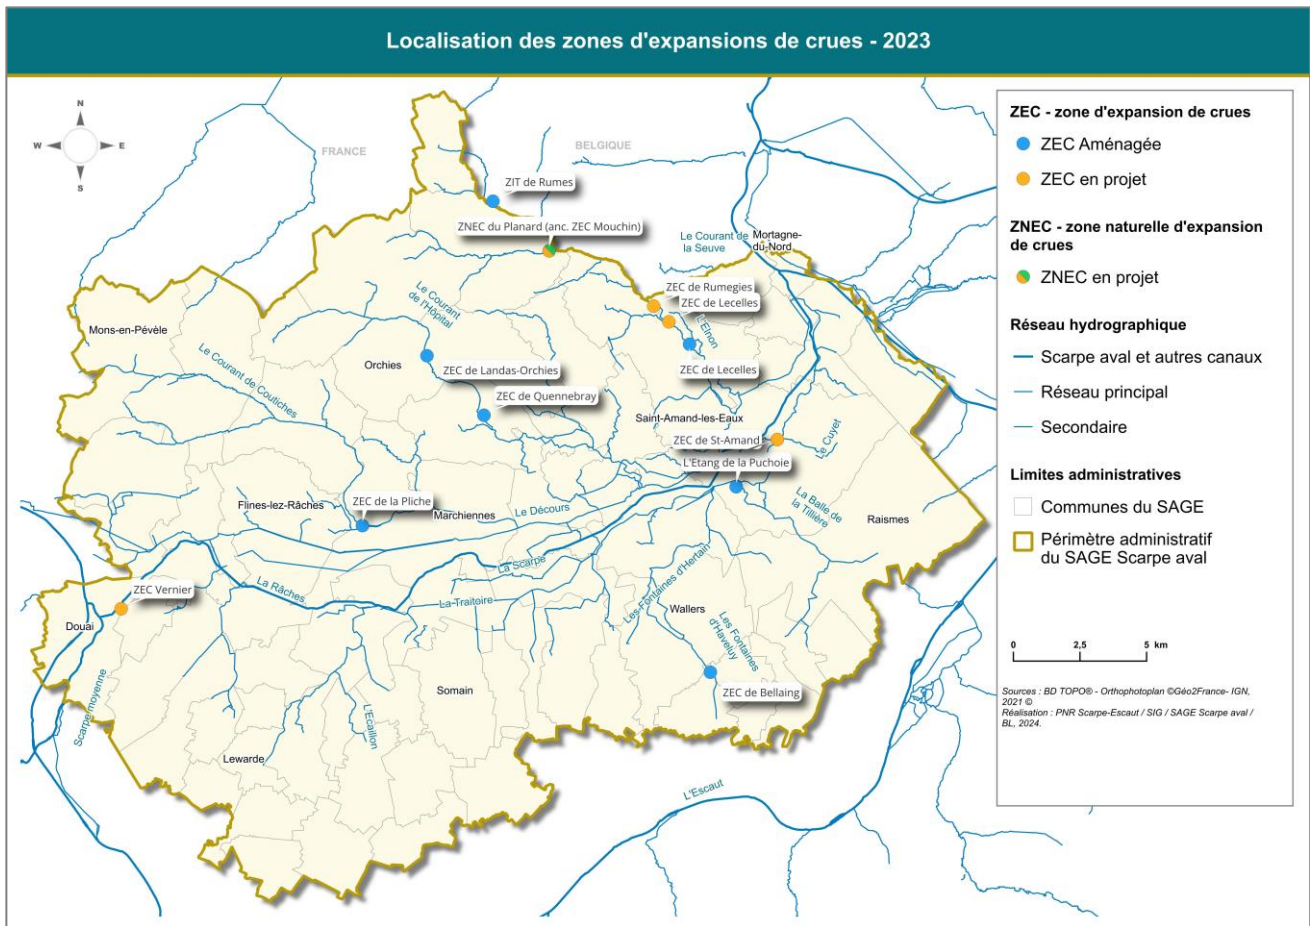 Localisation des zones d'expansions de crues - 2023
N
W
E
S
FRANCE
BELGIQUE
ZIT de Rumes
ZNEC du Planard (anc. ZEC Mouchin)
Le Courant de
la Seuve
Mortagne-
du-Nord
ZEC de Rumegies
ZEC de Lecelles
L'Elnon
ZEC de Lecelles
Le Courant
de l'Hôpital
Mons-en-Pévèle
Le Courant de Coutiches
Orchies
ZEC de Landas-Orchies
ZEC de Quennebray
Saint-Amand-les-Eaux
ZEC de St-Amand
Le Cuyet
L'Etang de la Puchoie
La Balle de
la Tillière
Raismes
Flines-lez-Râches
ZEC de la Pliche
Marchiennes
Le Décours
La Scarpe
La Râches
La Traitoire
Les Fontaines d'Hertain
Wallers
Les Fontaines
d'Haveluy
ZEC Vernier
Douai
Scarpe moyenne
ZEC de Bellaing
Somain
L'Ecaillon
Lewarde
L'Escaut
ZEC - zone d'expansion de crues
ZEC Aménagée
ZEC en projet
ZNEC - zone naturelle d'expansion
de crues
ZNEC en projet
Réseau hydrographique
Scarpe aval et autres canaux
Réseau principal
Secondaire
Limites administratives
Communes du SAGE
Périmètre administratif
du SAGE Scarpe aval
0 2,5 5 km
Sources : BD TOPO® - Orthophotoplan ©Géo2France- IGN,
2021 ©
Réalisation : PNR Scarpe-Escaut / SIG / SAGE Scarpe aval /
BL, 2024.